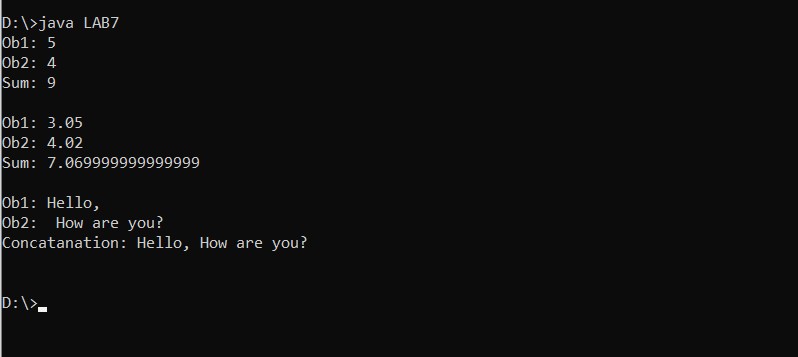 D:\>java LAB7
Ob1: 5
Ob2: 4
Sum: 9
Ob1: 3.05
Ob2: 4.02
Sum: 7.069999999999999
Ob1: Hello,
Ob2:  How are you?
Concatanation: Hello, How are you?
D:\>